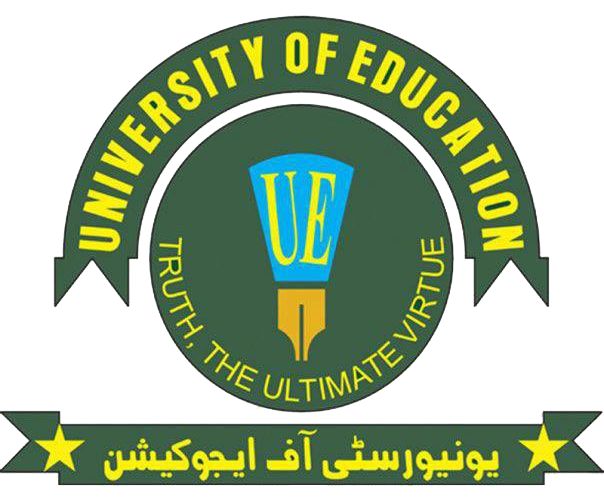 UNIVERSITY OF EDUCATION
UE
TRUTH, THE ULTIMATE VIRTUE
یونیورسٹی آف ایجوکیشن